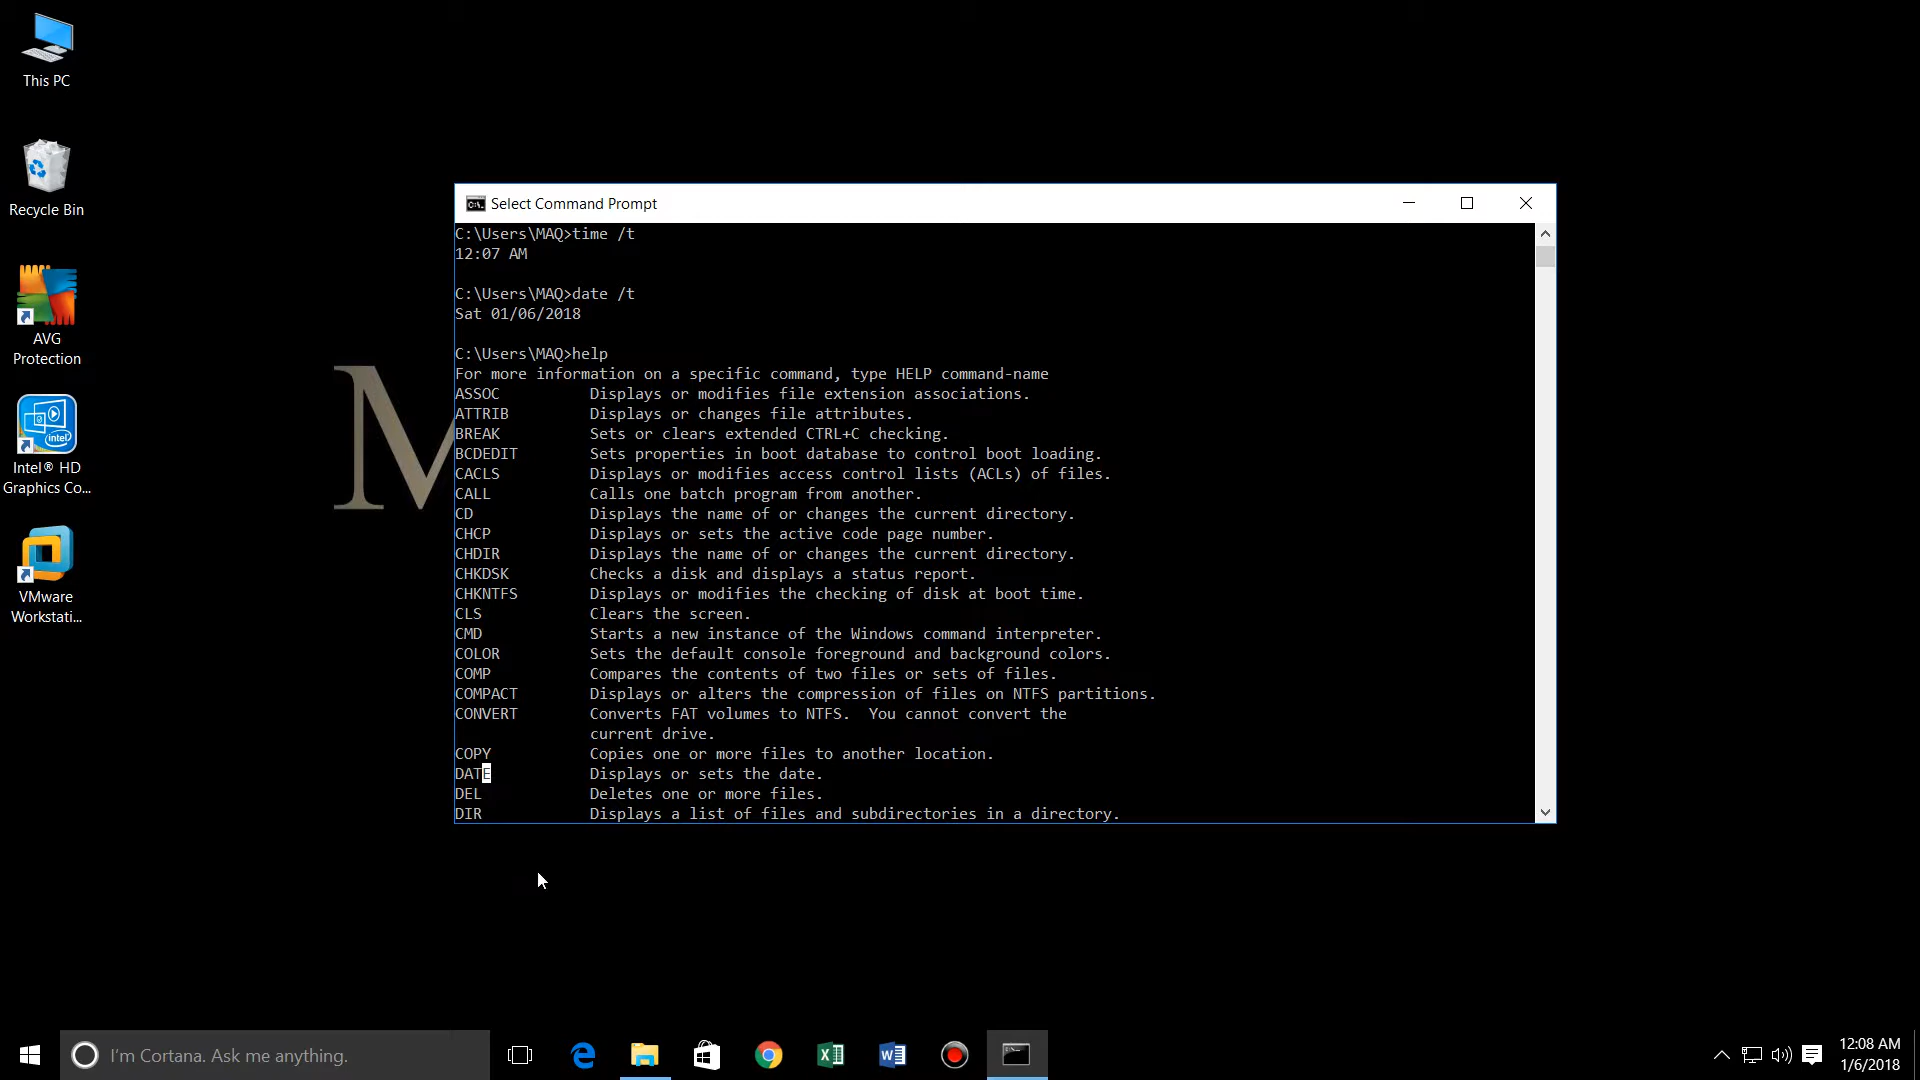 This PC
Recycle Bin
AVG
Protection
intel
Intel® HD
Graphics Co...
VMware
Workstati...
M
Select Command Prompt
C:\Users\MAQ>time /t
12:07 AM
C:\Users\MAQ>date /t
Sat 01/06/2018
C:\Users\MAQ>help
For more information on a specific command, type HELP command-name
ASSOC Displays or modifies file extension associations.
ATTRIB Displays or changes file attributes.
BREAK Sets or clears extended CTRL+C checking.
BCDEDIT Sets properties in boot database to control boot loading.
CACLS Displays or modifies access control lists (ACLs) of files.
CALL Calls one batch program from another.
CD Displays the name of or changes the current directory.
CHCP Displays or sets the active code page number.
CHDIR Displays the name of or changes the current directory.
CHKDSK Checks a disk and displays a status report.
CHKNTFS Displays or modifies the checking of disk at boot time.
CLS Clears the screen.
CMD Starts a new instance of the Windows command interpreter.
COLOR Sets the default console foreground and background colors.
COMP Compares the contents of two files or sets of files.
COMPACT Displays or alters the compression of files on NTFS partitions.
CONVERT Converts FAT volumes to NTFS.  You cannot convert the
current drive.
COPY Copies one or more files to another location.
DATE Displays or sets the date.
DEL Deletes one or more files.
DIR Displays a list of files and subdirectories in a directory.
I'm Cortana. Ask me anything.
12:08 AM
1/6/2018